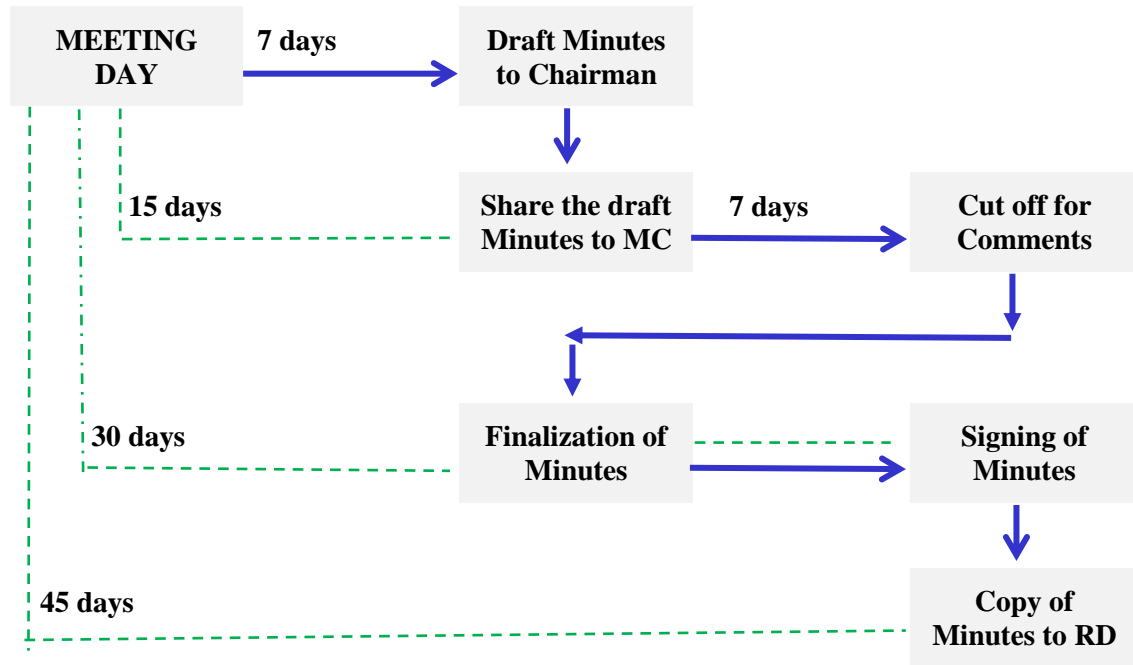 MEETING
DAY
7 days
Draft Minutes
to Chairman
15 days
Share the draft
Minutes to MC
7 days
Cut off for
Comments
30 days
Finalization of
Minutes
Signing of
Minutes
45 days
Copy of
Minutes to RD